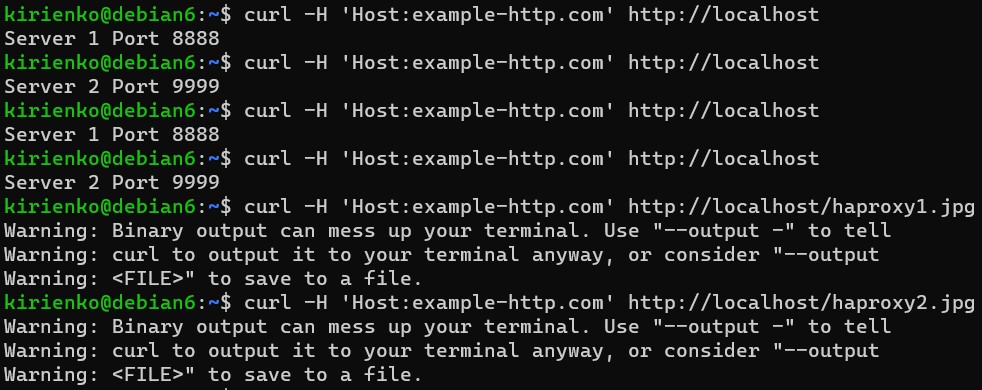 kirienko@debian6:~$ curl -H 'Host:example-http.com' http://localhost
Server 1 Port 8888
kirienko@debian6:~$ curl -H 'Host:example-http.com' http://localhost
Server 2 Port 9999
kirienko@debian6:~$ curl -H 'Host:example-http.com' http://localhost
Server 1 Port 8888
kirienko@debian6:~$ curl -H 'Host:example-http.com' http://localhost
Server 2 Port 9999
kirienko@debian6:~$ curl -H 'Host:example-http.com' http://localhost/haproxy1.jpg
Warning: Binary output can mess up your terminal. Use "--output -" to tell
Warning: curl to output it to your terminal anyway, or consider "--output
Warning: <FILE>" to save to a file.
kirienko@debian6:~$ curl -H 'Host:example-http.com' http://localhost/haproxy2.jpg
Warning: Binary output can mess up your terminal. Use "--output -" to tell
Warning: curl to output it to your terminal anyway, or consider "--output
Warning: <FILE>" to save to a file.